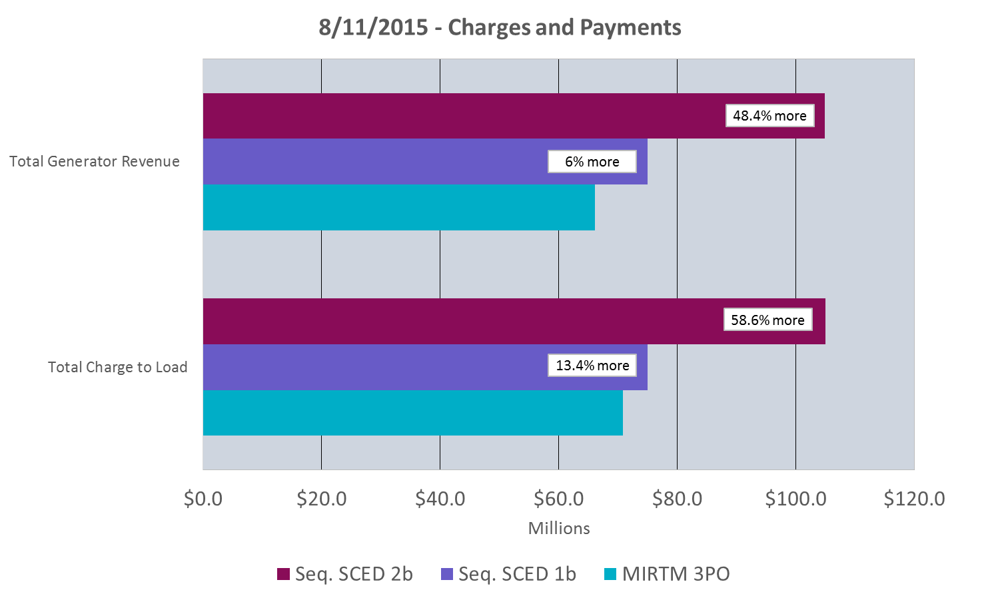 8/11/2015 - Charges and Payments
48.4% more
Total Generator Revenue
6% more
58.6% more
Total Charge to Load
13.4% more
$0.0 $20.0 $40.0 $60.0 $80.0 $100.0 $120.0
Millions
Seq. SCED 2b Seq. SCED 1b MIRTM 3PO